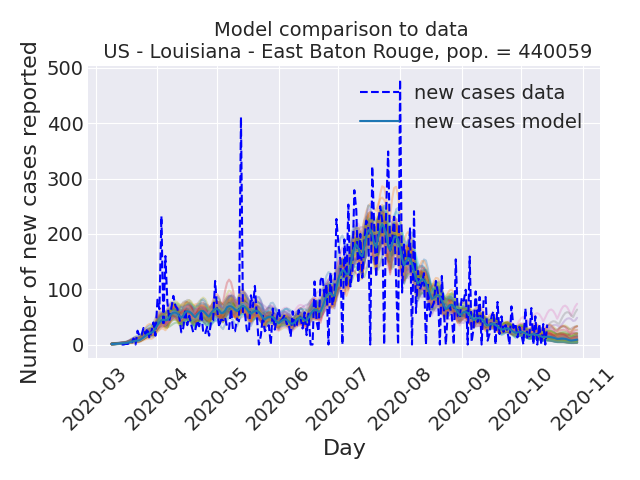 Model comparison to data
US - Louisiana - East Baton Rouge, pop. = 440059
Number of new cases reported
500
400
300
200
100
0
new cases data
new cases model
2020-03
2020-04
2020-05
2020-06
2020-07
2020-08
2020-09
2020-10
2020-11
Day